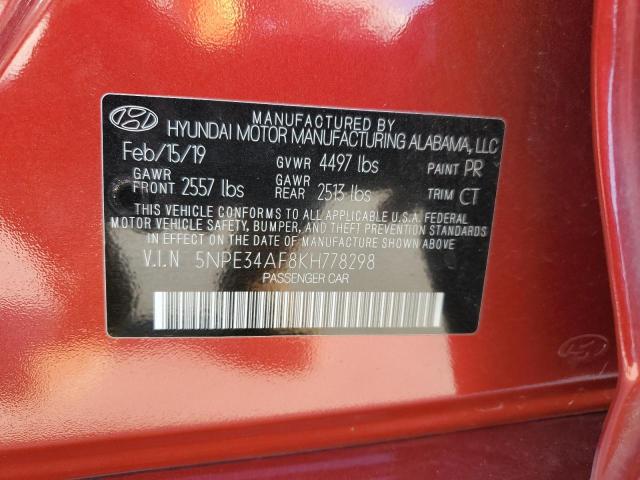 MANUFACTURED BY
HYUNDAI MOTOR MANUFACTURING ALABAMA, LLC
Feb/15/19 GVWR 4497 lbs PAINT PR
GAWR FRONT 2557 lbs GAWR REAR 2513 lbs TRIM CT
THIS VEHICLE CONFORMS TO ALL APPLICABLE U.S.A. FEDERAL
MOTOR VEHICLE SAFETY, BUMPER, AND THEFT PREVENTION STANDARDS
IN EFFECT ON THE DATE OF MANUFACTURE SHOWN ABOVE.
V.I.N 5NPE34AF8KH778298
PASSENGER CAR